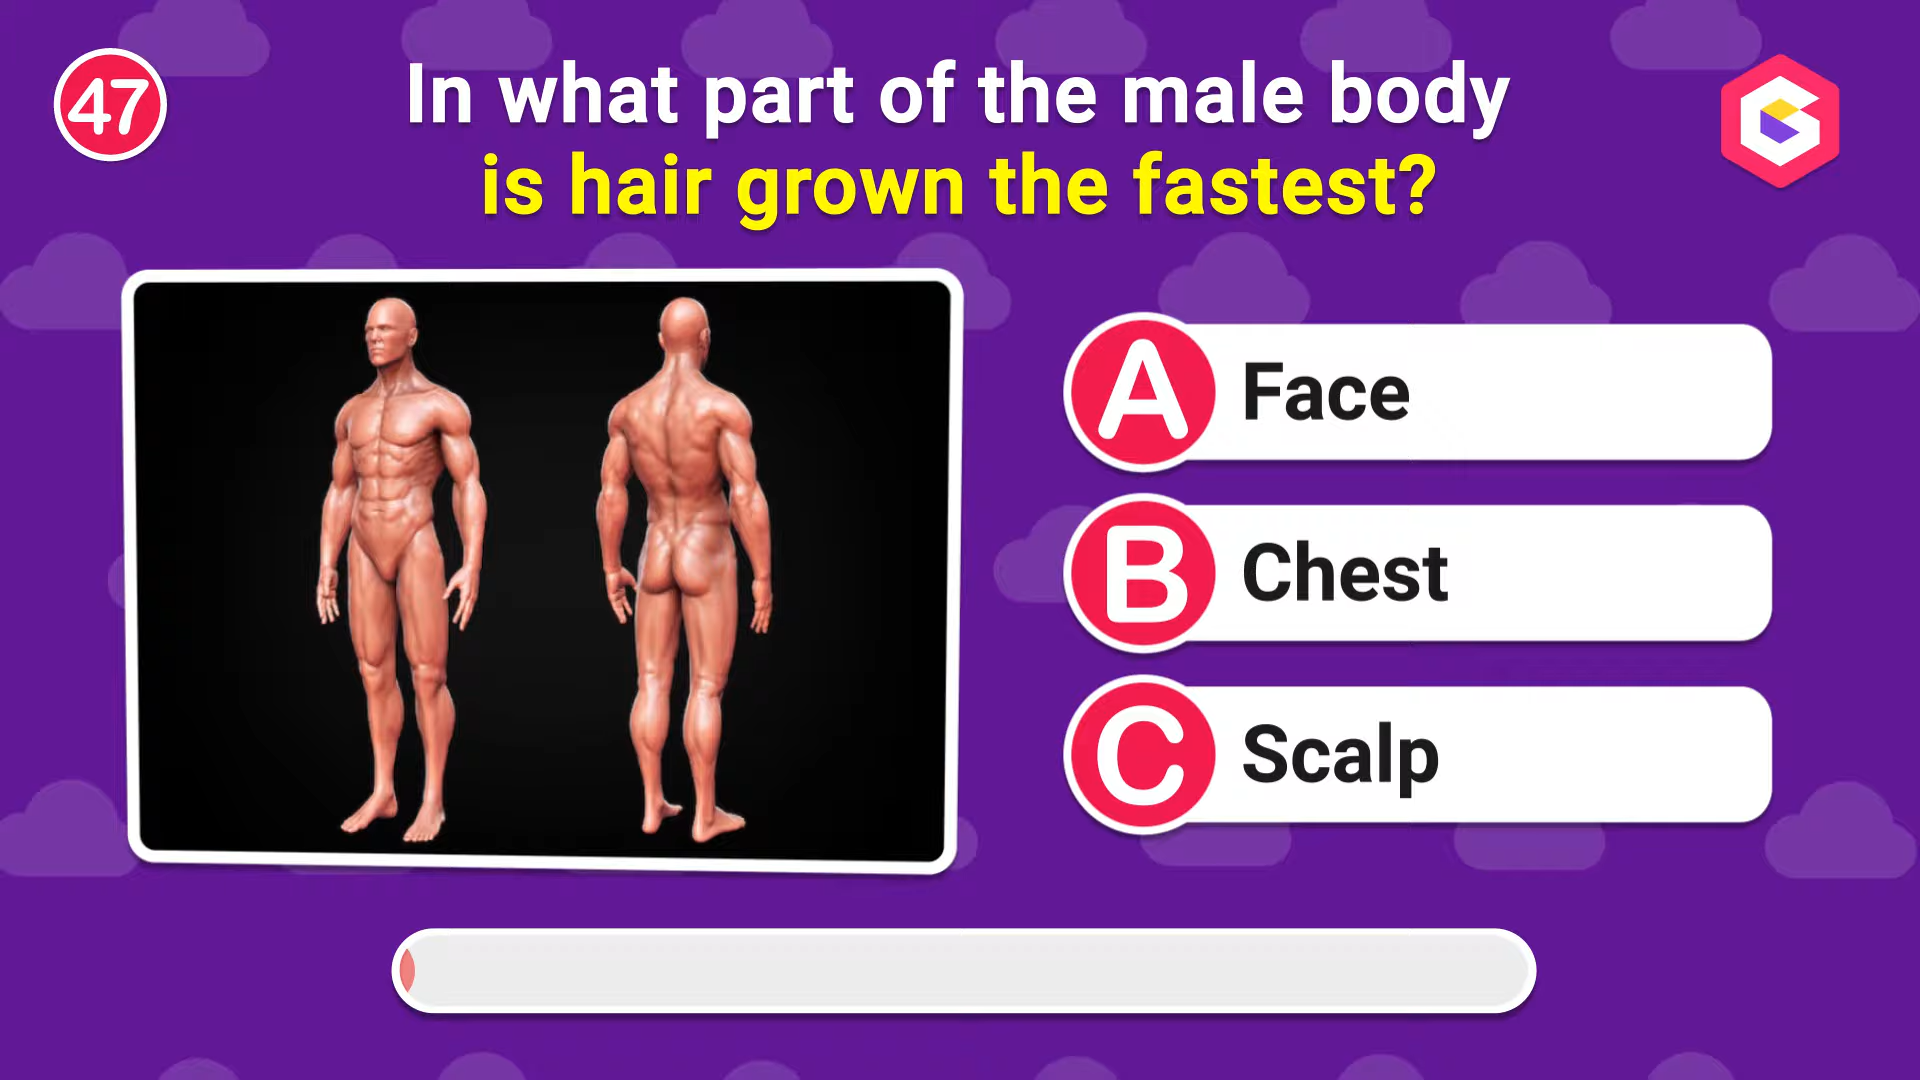 47
In what part of the male body
is hair grown the fastest?
A Face
B Chest
C Scalp